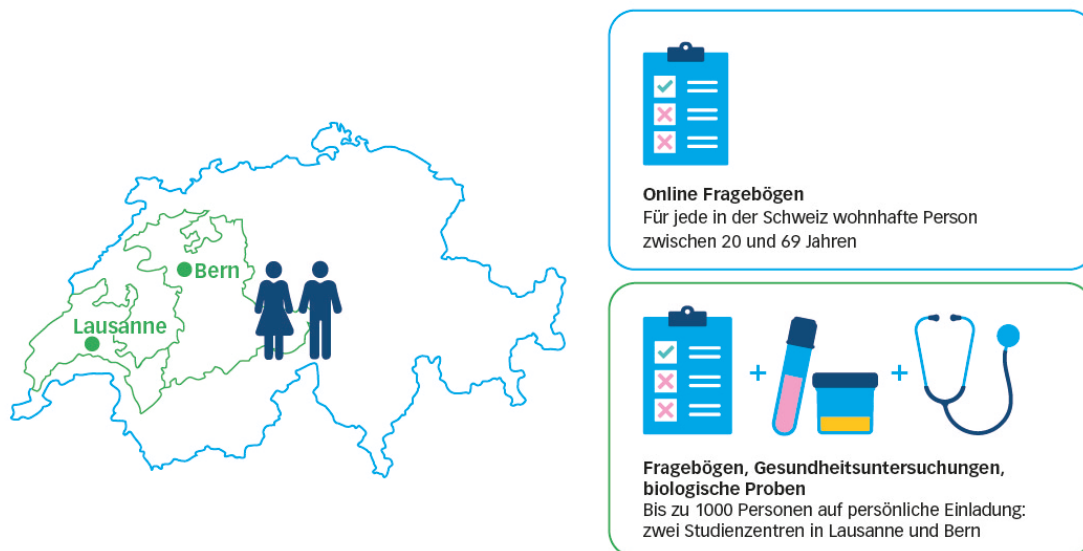 Bern
Lausanne
Online Fragebögen
Für jede in der Schweiz wohnhafte Person
zwischen 20 und 69 Jahren
Fragebögen, Gesundheitsuntersuchungen,
biologische Proben
Bis zu 1000 Personen auf persönliche Einladung:
zwei Studienzentren in Lausanne und Bern